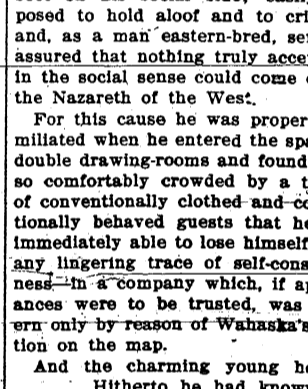 posed to hold aloof and to cri
and, as a man eastern-bred, se
assured that nothing truly acce
in the social sense could come
the Nazareth of the West.
For this cause he was proper
miliated when he entered the spa
double drawing-rooms and found
so comfortably crowded by a t
of conventionally clothed and co
tionally behaved guests that he
immediately able to lose himself
any lingering trace of self-cons
ness—in a company which, if ap
ances were to be trusted, was
ern only by reason of Wahaska's
tion on the map.
And the charming young h
Hitherto he had know